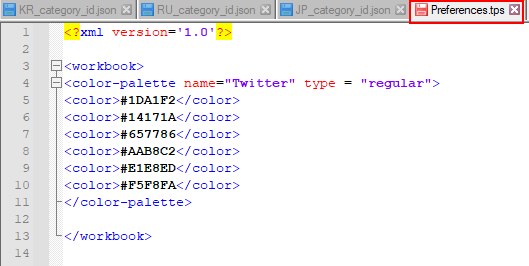 KR_category_id.json RU_category_id.json JP_category_id.json Preferences.tps
1 <?xml version='1.0'?>
2
3 <workbook>
4 <color-palette name="Twitter" type = "regular">
5 <color>#1DA1F2</color>
6 <color>#14171A</color>
7 <color>#657786</color>
8 <color>#AAB8C2</color>
9 <color>#E1E8ED</color>
10 <color>#F5F8FA</color>
11 </color-palette>
12
13 </workbook>
14